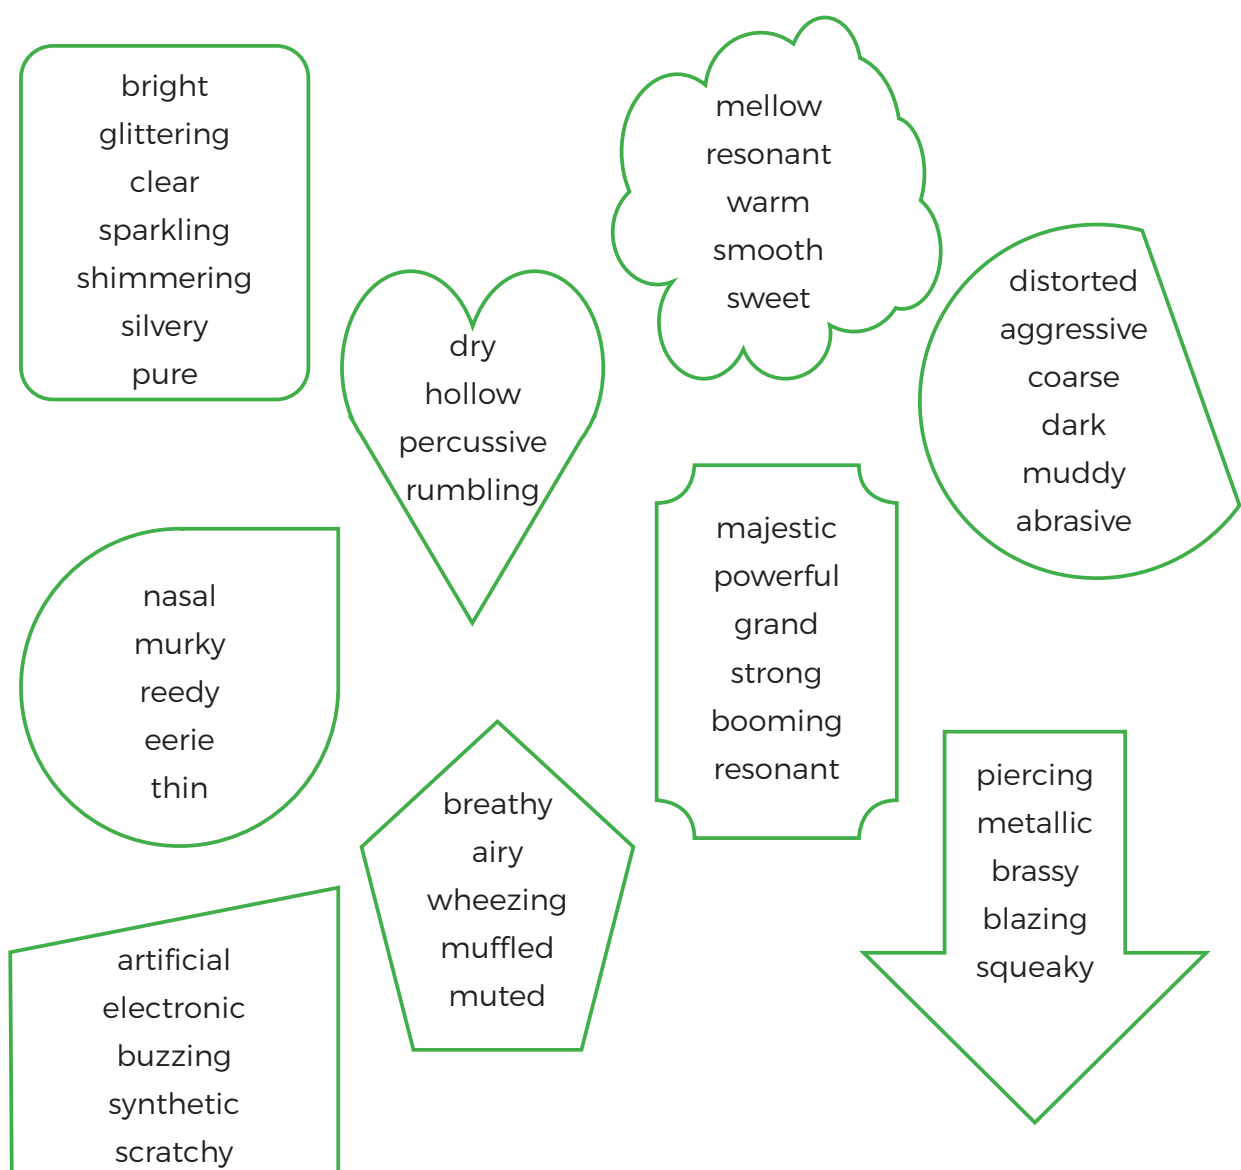 bright
glittering
clear
sparkling
shimmering
silvery
pure
mellow
resonant
warm
smooth
sweet
dry
hollow
percussive
rumbling
distorted
aggressive
coarse
dark
muddy
abrasive
nasal
murky
reedy
eerie
thin
majestic
powerful
grand
strong
booming
resonant
breathy
airy
wheezing
muffled
muted
piercing
metallic
brassy
blazing
squeaky
artificial
electronic
buzzing
synthetic
scratchy